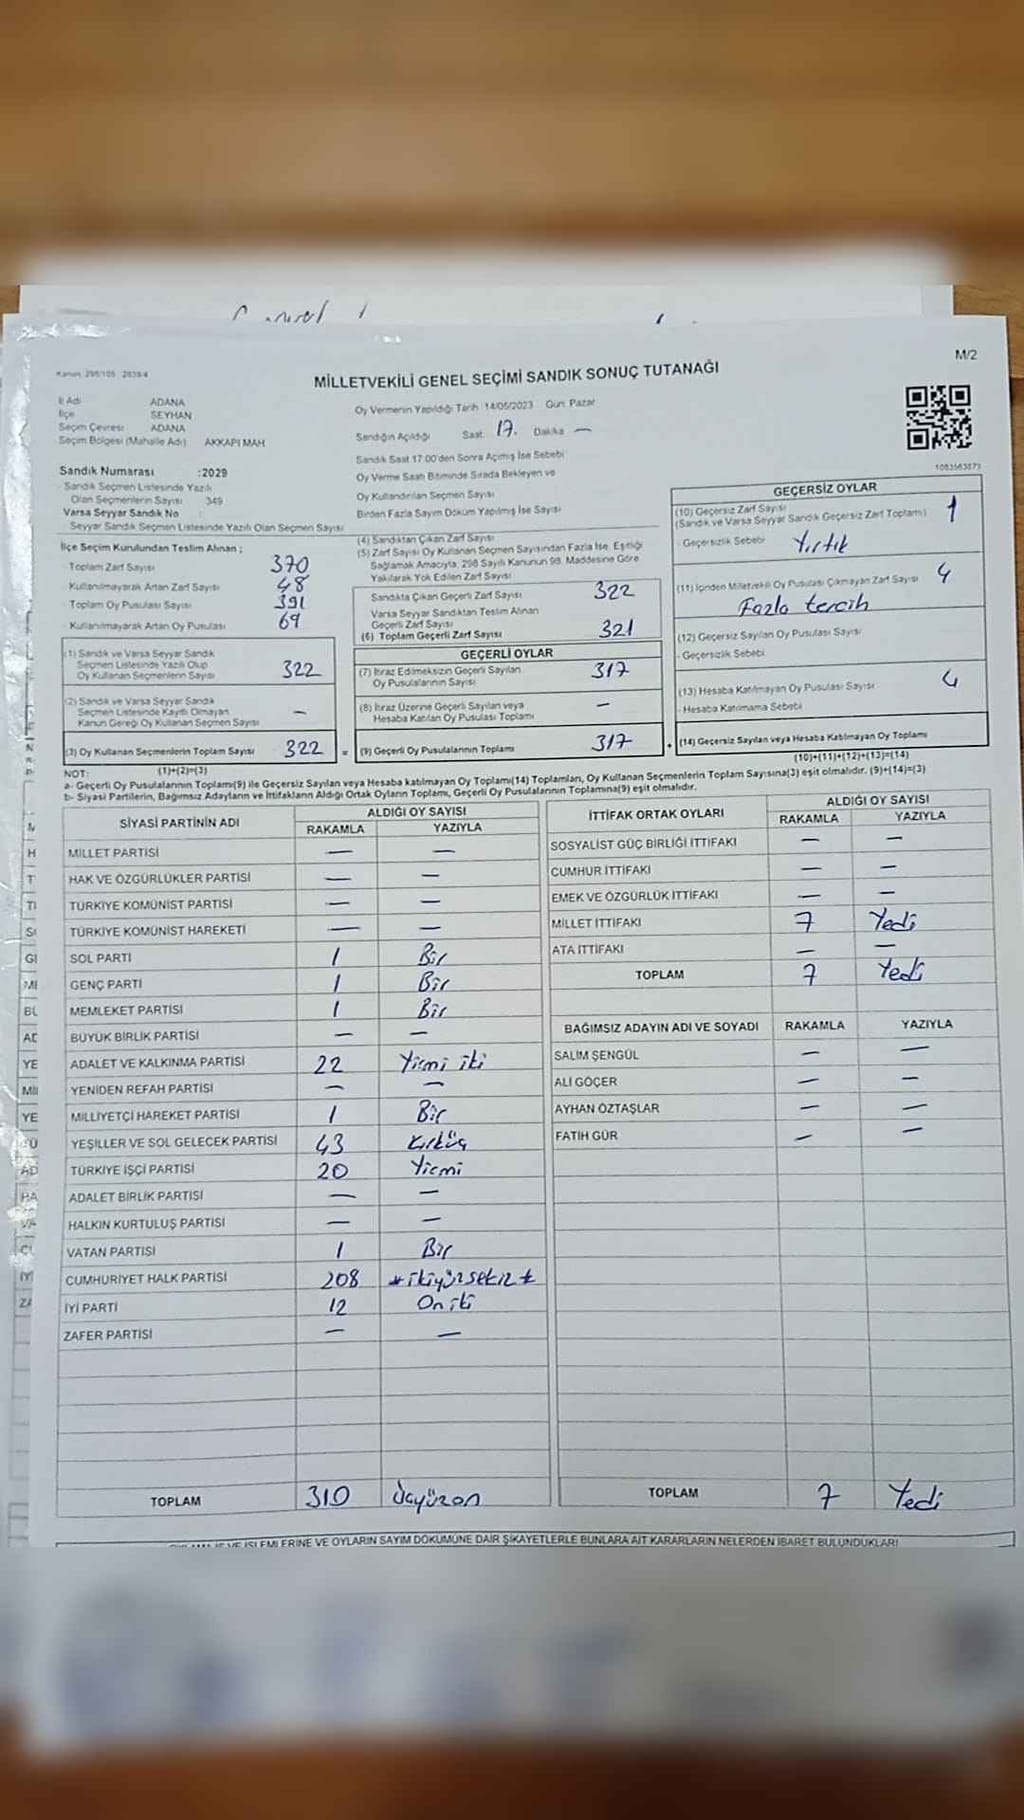 M/2
Kanun 298/105 2839/4
MİLLETVEKİLİ GENEL SEÇİMİ SANDIK SONUÇ TUTANAĞI
İl Adı ADANA
İlçe SEYHAN
Seçim Çevresi ADANA
Seçim Bölgesi (Mahalle Adı) AKKAPI MAH
Oy Vermenin Yapıldığı Tarih 14/05/2023 Gün: Pazar
Sandığın Açıldığı Saat 17. Dakika —
Sandık Saat 17 00'den Sonra Açılmış İse Sebebi
Oy Verme Saati Bitiminde Sırada Bekleyen ve
Oy Kullandırılan Seçmen Sayısı
Birden Fazla Sayım Döküm Yapılmış İse Sayısı
Sandık Numarası :2029
- Sandık Seçmen Listesinde Yazılı
Olan Seçmenlerin Sayısı 349
Varsa Seyyar Sandık No
Seyyar Sandık Seçmen Listesinde Yazılı Olan Seçmen Sayısı
İlçe Seçim Kurulundan Teslim Alınan ;
- Toplam Zarf Sayısı 370
- Kullanılmayarak Artan Zarf Sayısı 48
- Toplam Oy Pusulası Sayısı 391
- Kullanılmayarak Artan Oy Pusulası 69
(1) Sandık ve Varsa Seyyar Sandık
Seçmen Listesinde Yazılı Olup
Oy Kullanan Seçmenlerin Sayısı 322
(2) Sandık ve Varsa Seyyar Sandık
Seçmen Listesinde Kayıtlı Olmayan
Kanun Gereği Oy Kullanan Seçmen Sayısı —
(3) Oy Kullanan Seçmenlerin Toplam Sayısı 322 =
(1)+(2)=(3)
(4) Sandıktan Çıkan Zarf Sayısı
(5) Zarf Sayısı Oy Kullanan Seçmen Sayısından Fazla İse, Eşitliği
Sağlamak Amacıyla, 298 Sayılı Kanunun 98. Maddesine Göre
Yakılarak Yok Edilen Zarf Sayısı
Sandıkta Çıkan Geçerli Zarf Sayısı 322
Varsa Seyyar Sandıktan Teslim Alınan
Geçerli Zarf Sayısı
(6) Toplam Geçerli Zarf Sayısı 321
GEÇERLİ OYLAR
(7) İtiraz Edilmeksizin Geçerli Sayılan
Oy Pusulalarının Sayısı 317
(8) İtiraz Üzerine Geçerli Sayılan veya
Hesaba Katılan Oy Pusulası Toplamı —
(9) Geçerli Oy Pusulalarının Toplamı 317 +
1083563873
GEÇERSİZ OYLAR
(10) Geçersiz Zarf Sayısı 1
(Sandık ve Varsa Seyyar Sandık Geçersiz Zarf Toplamı)
- Geçersizlik Sebebi Yırtık
(11) İçinden Milletvekili Oy Pusulası Çıkmayan Zarf Sayısı 4
Fazla tercih
(12) Geçersiz Sayılan Oy Pusulası Sayısı
- Geçersizlik Sebebi
(13) Hesaba Katılmayan Oy Pusulası Sayısı 4
- Hesaba Katılmama Sebebi
(14) Geçersiz Sayılan veya Hesaba Katılmayan Oy Toplamı
(10)+(11)+(12)+(13)=(14)
NOT:
a- Geçerli Oy Pusulalarının Toplamı(9) ile Geçersiz Sayılan veya Hesaba katılmayan Oy Toplamı(14) Toplamları, Oy Kullanan Seçmenlerin Toplam Sayısına(3) eşit olmalıdır. (9)+(14)=(3)
b- Siyasi Partilerin, Bağımsız Adayların ve İttifakların Aldığı Ortak Oyların Toplamı, Geçerli Oy Pusulalarının Toplamına(9) eşit olmalıdır.
SİYASİ PARTİNİN ADI ALDIĞI OY SAYISI
RAKAMLA YAZIYLA
MİLLET PARTİSİ — —
HAK VE ÖZGÜRLÜKLER PARTİSİ — —
TÜRKİYE KOMÜNİST PARTİSİ — —
TÜRKİYE KOMÜNİST HAREKETİ — —
SOL PARTİ 1 Bir
GENÇ PARTİ 1 Bir
MEMLEKET PARTİSİ 1 Bir
BÜYÜK BİRLİK PARTİSİ — —
ADALET VE KALKINMA PARTİSİ 22 Yirmi iki
YENİDEN REFAH PARTİSİ — —
MİLLİYETÇİ HAREKET PARTİSİ 1 Bir
YEŞİLLER VE SOL GELECEK PARTİSİ 43 Kırküç
TÜRKİYE İŞÇİ PARTİSİ 20 Yirmi
ADALET BİRLİK PARTİSİ — —
HALKIN KURTULUŞ PARTİSİ — —
VATAN PARTİSİ 1 Bir
CUMHURİYET HALK PARTİSİ 208 *ikiyüzsekiz*
İYİ PARTİ 12 On iki
ZAFER PARTİSİ — —
TOPLAM 310 Üçyüzon
İTTİFAK ORTAK OYLARI ALDIĞI OY SAYISI
RAKAMLA YAZIYLA
SOSYALİST GÜÇ BİRLİĞİ İTTİFAKI — —
CUMHUR İTTİFAKI — —
EMEK VE ÖZGÜRLÜK İTTİFAKI — —
MİLLET İTTİFAKI 7 Yedi
ATA İTTİFAKI — —
TOPLAM 7 Yedi
BAĞIMSIZ ADAYIN ADI VE SOYADI RAKAMLA YAZIYLA
SALİM ŞENGÜL — —
ALİ GÖÇER — —
AYHAN ÖZTAŞLAR — —
FATİH GÜR — —
TOPLAM 7 Yedi
İŞLEMLERİNE VE OYLARIN SAYIM DÖKÜMÜNE DAİR ŞİKAYETLERLE BUNLARA AİT KARARLARIN NELERDEN İBARET BULUNDUKLARI